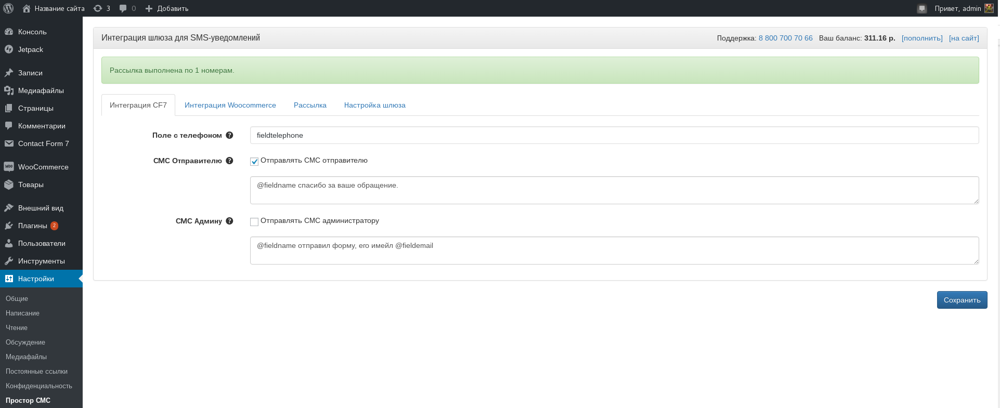 Название сайта 3 0 Добавить Привет, admin
Консоль
Jetpack
Записи
Медиафайлы
Страницы
Комментарии
Contact Form 7
WooCommerce
Товары
Внешний вид
Плагины 2
Пользователи
Инструменты
Настройки
Общие
Написание
Чтение
Обсуждение
Медиафайлы
Постоянные ссылки
Конфиденциальность
Простор СМС
Интеграция шлюза для SMS-уведомлений Поддержка: 8 800 700 70 66 Ваш баланс: 311.16 р. [пополнить] [на сайт]
Рассылка выполнена по 1 номерам.
Интеграция CF7 Интеграция Woocommerce Рассылка Настройка шлюза
Поле с телефоном ? fieldtelephone
СМС Отправителю ? Отправлять СМС отправителю
@fieldname спасибо за ваше обращение.
СМС Админу ? Отправлять СМС администратору
@fieldname отправил форму, его имейл @fieldemail
Сохранить